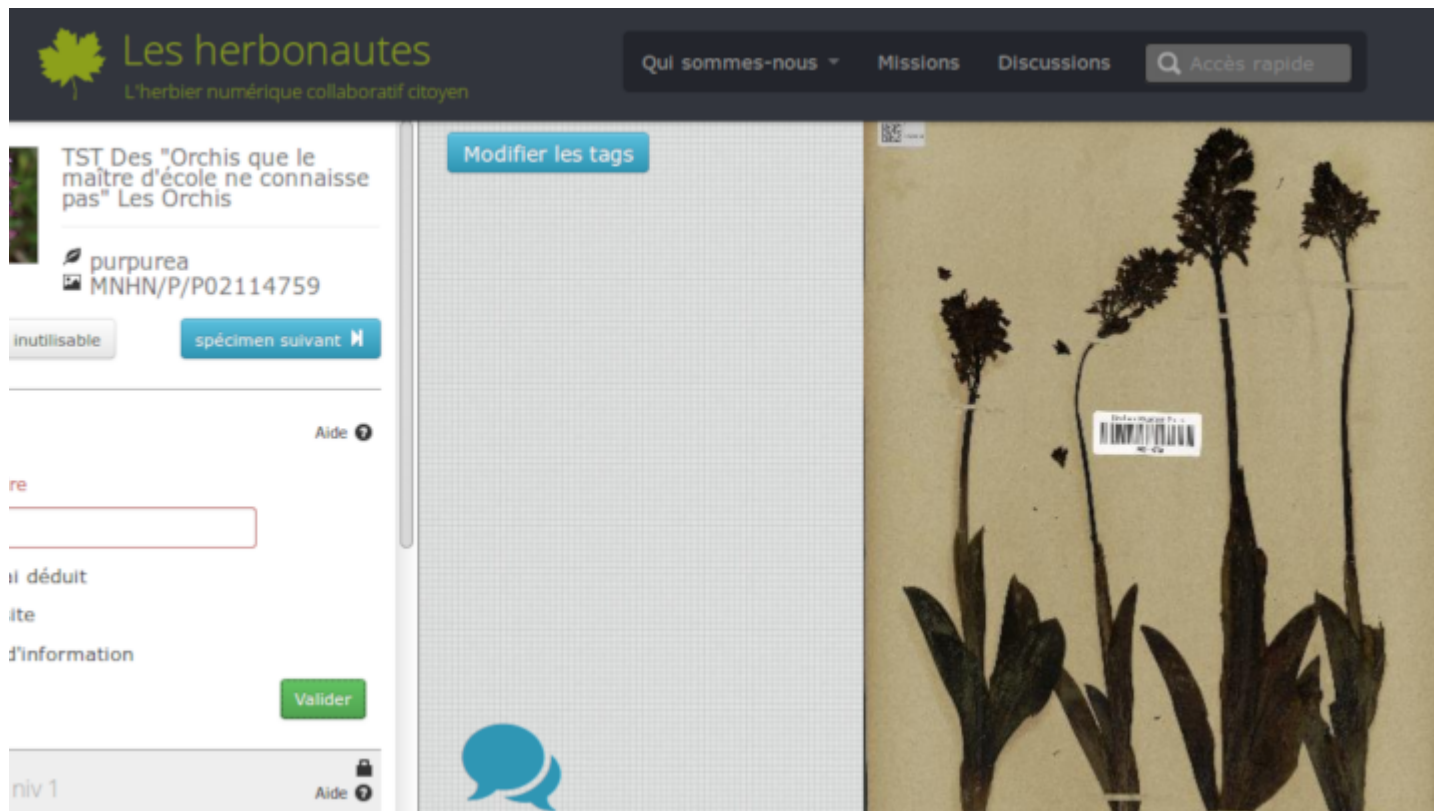 Les herbonautes
L'herbier numérique collaboratif citoyen
Qui sommes-nous
Missions
Discussions
Accès rapide
TST Des "Orchis que le
maître d'école ne connaisse
pas" Les Orchis
purpurea
MNHN/P/P02114759
inutilisable
spécimen suivant
Aide
re
ai déduit
ite
d'information
Valider
niv 1
Aide
Modifier les tags